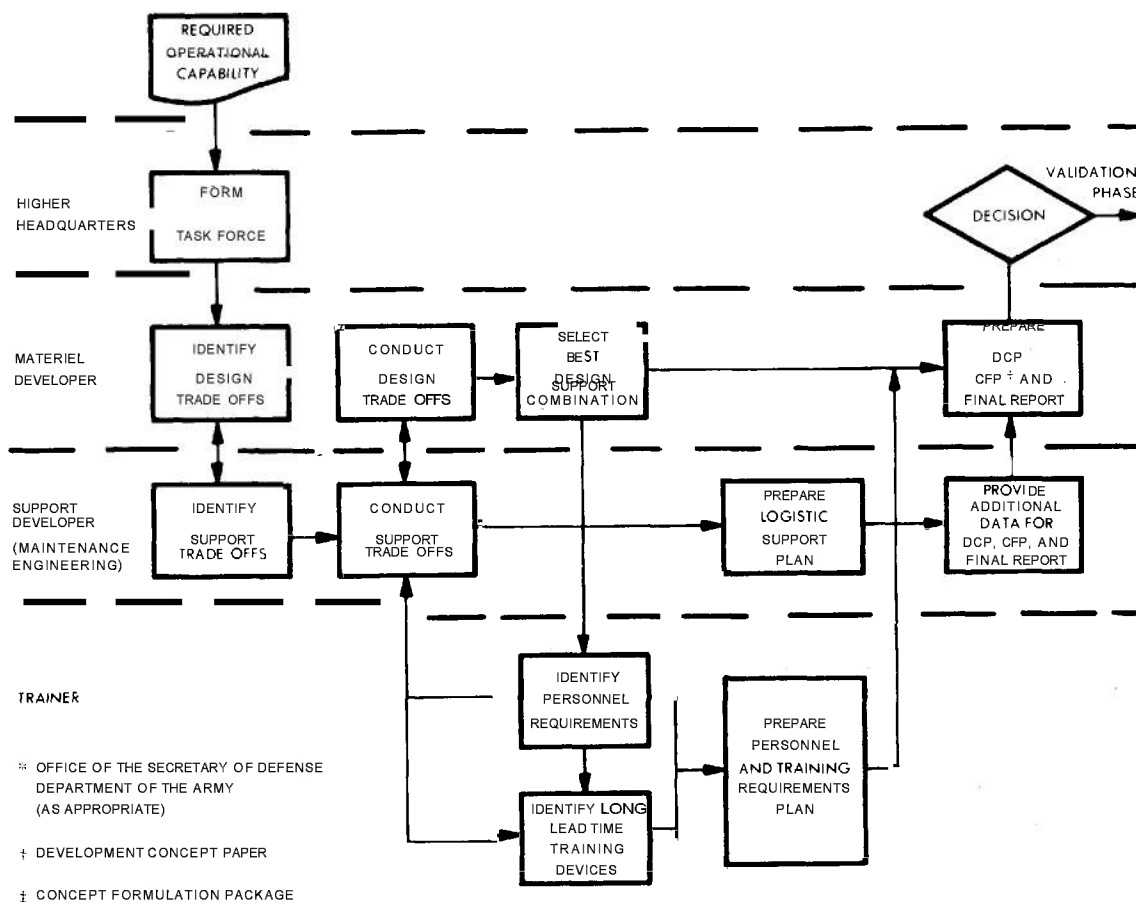 REQUIRED
OPERATIONAL
CAPABILITY
HIGHER
HEADQUARTERS
FORM
TASK FORCE
DECISION
VALIDATION
PHASE
MATERIEL
DEVELOPER
IDENTIFY
DESIGN
TRADE OFFS
CONDUCT
DESIGN
TRADE OFFS
SELECT
BEST
DESIGN
SUPPORT
COMBINATION
PREPARE
DCP
CFP ‡ AND
FINAL REPORT
SUPPORT
DEVELOPER
(MAINTENANCE
ENGINEERING)
IDENTIFY
SUPPORT
TRADE OFFS
CONDUCT
SUPPORT
TRADE OFFS
PREPARE
LOGISTIC
SUPPORT
PLAN
PROVIDE
ADDITIONAL
DATA FOR
DCP, CFP, AND
FINAL REPORT
TRAINER
IDENTIFY
PERSONNEL
REQUIREMENTS
IDENTIFY LONG
LEAD TIME
TRAINING
DEVICES
PREPARE
PERSONNEL
AND TRAINING
REQUIREMENTS
PLAN
* OFFICE OF THE SECRETARY OF DEFENSE
DEPARTMENT OF THE ARMY
(AS APPROPRIATE)
† DEVELOPMENT CONCEPT PAPER
‡ CONCEPT FORMULATION PACKAGE